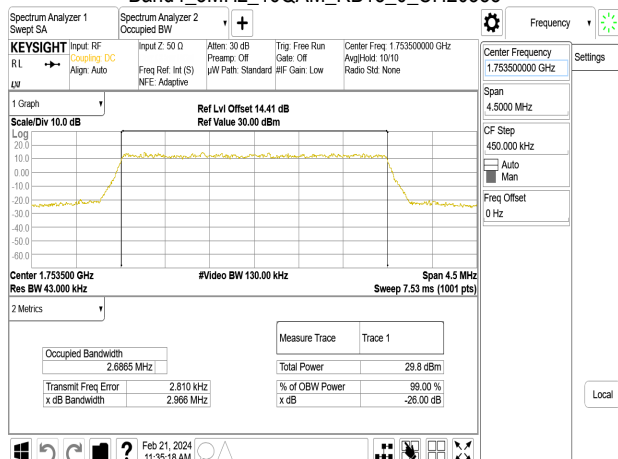 Spectrum Analyzer 1
Swept SA
Spectrum Analyzer 2
Occupied BW
+
Frequency
KEYSIGHT
Input: RF
Coupling: DC
Align: Auto
RL
LXI
Input Z: 50 Ω
Freq Ref: Int (S)
NFE: Adaptive
Atten: 30 dB
Preamp: Off
µW Path: Standard
Trig: Free Run
Gate: Off
#IF Gain: Low
Center Freq: 1.753500000 GHz
Avg|Hold: 10/10
Radio Std: None
Center Frequency
1.753500000 GHz
Settings
Span
4.5000 MHz
CF Step
450.000 kHz
Auto
Man
Freq Offset
0 Hz
Local
1 Graph
Scale/Div 10.0 dB
Ref Lvl Offset 14.41 dB
Ref Value 30.00 dBm
Log
20.0
10.0
0.00
-10.0
-20.0
-30.0
-40.0
-50.0
-60.0
Center 1.753500 GHz
#Video BW 130.00 kHz
Span 4.5 MHz
Res BW 43.000 kHz
Sweep 7.53 ms (1001 pts)
2 Metrics
Occupied Bandwidth
2.6865 MHz
Transmit Freq Error
2.810 kHz
x dB Bandwidth
2.966 MHz
Measure Trace
Trace 1
Total Power
29.8 dBm
% of OBW Power
99.00 %
x dB
-26.00 dB
?
Feb 21, 2024
11:35:18 AM